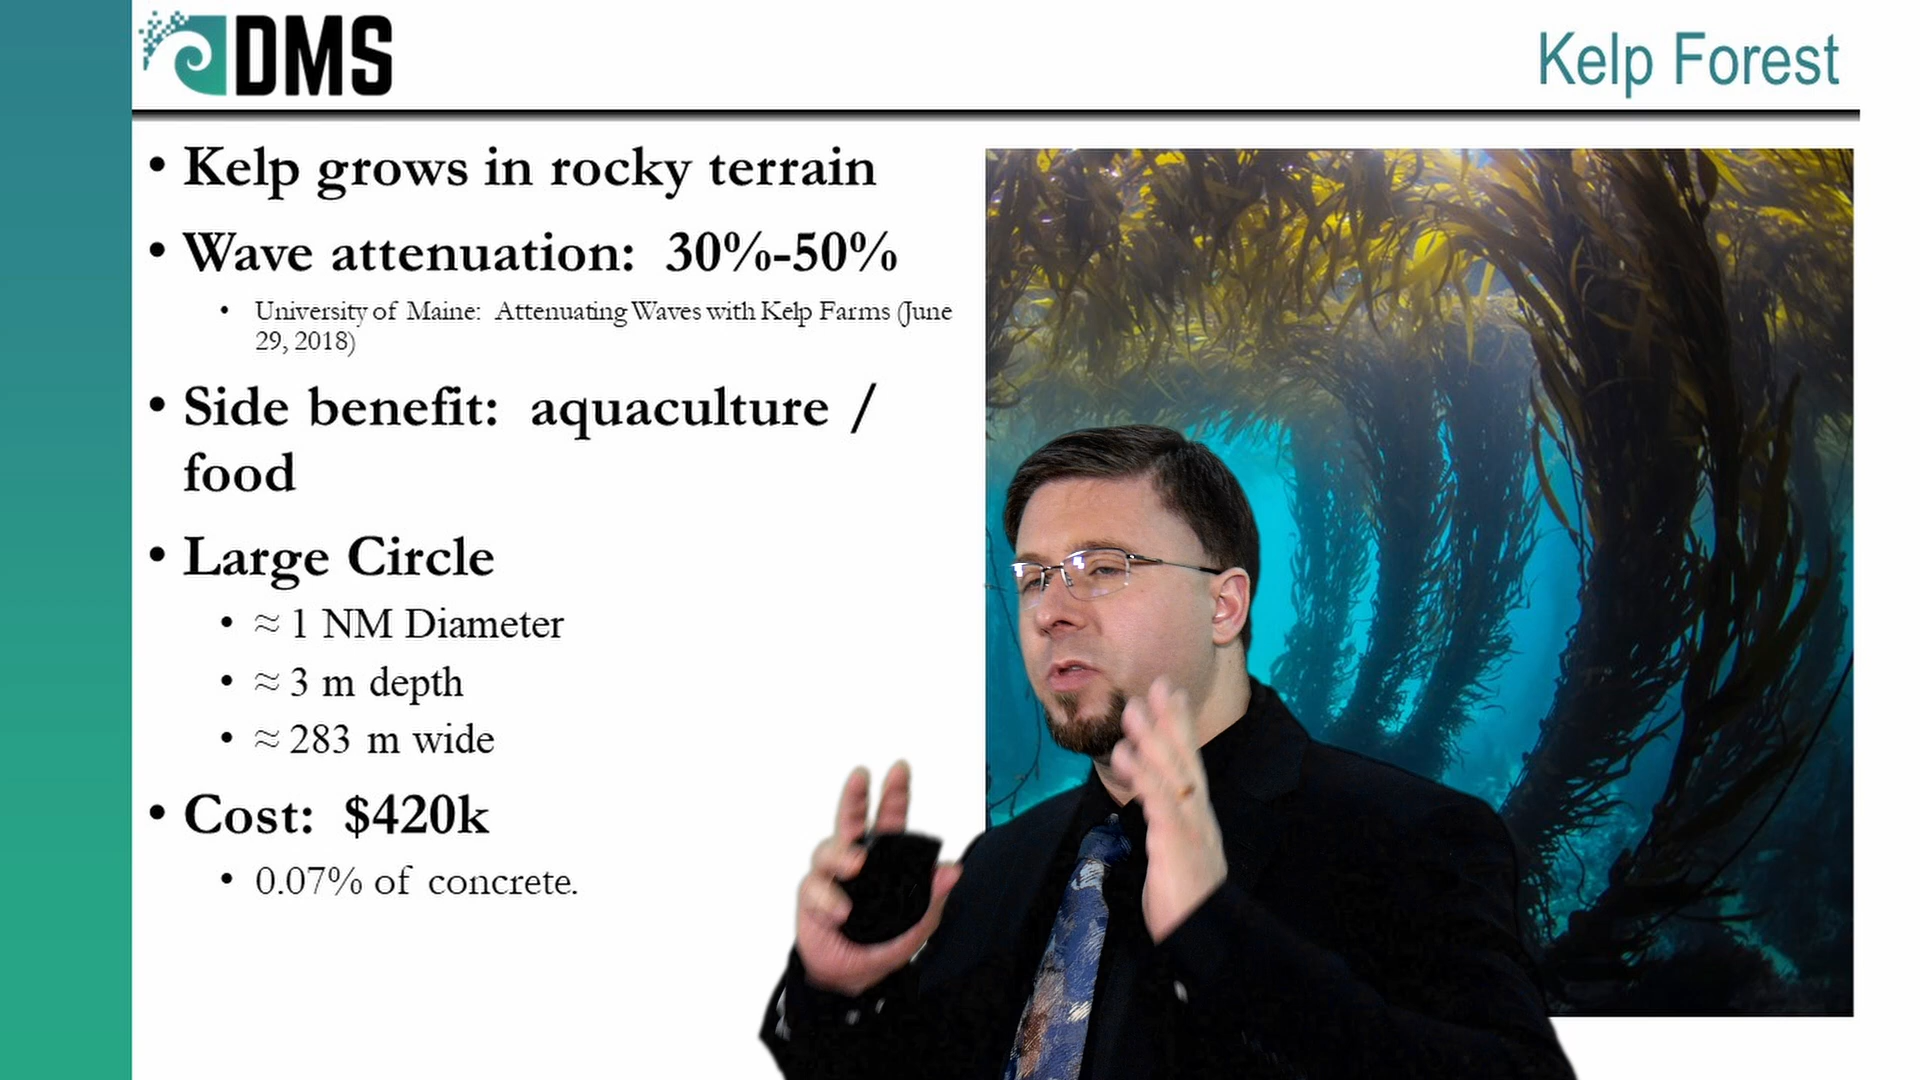 DMS
Kelp Forest
• Kelp grows in rocky terrain
• Wave attenuation: 30%-50%
• University of Maine: Attenuating Waves with Kelp Farms (June
29, 2018)
• Side benefit: aquaculture /
food
• Large Circle
• ≈ 1 NM Diameter
• ≈ 3 m depth
• ≈ 283 m wide
• Cost: $420k
• 0.07% of concrete.